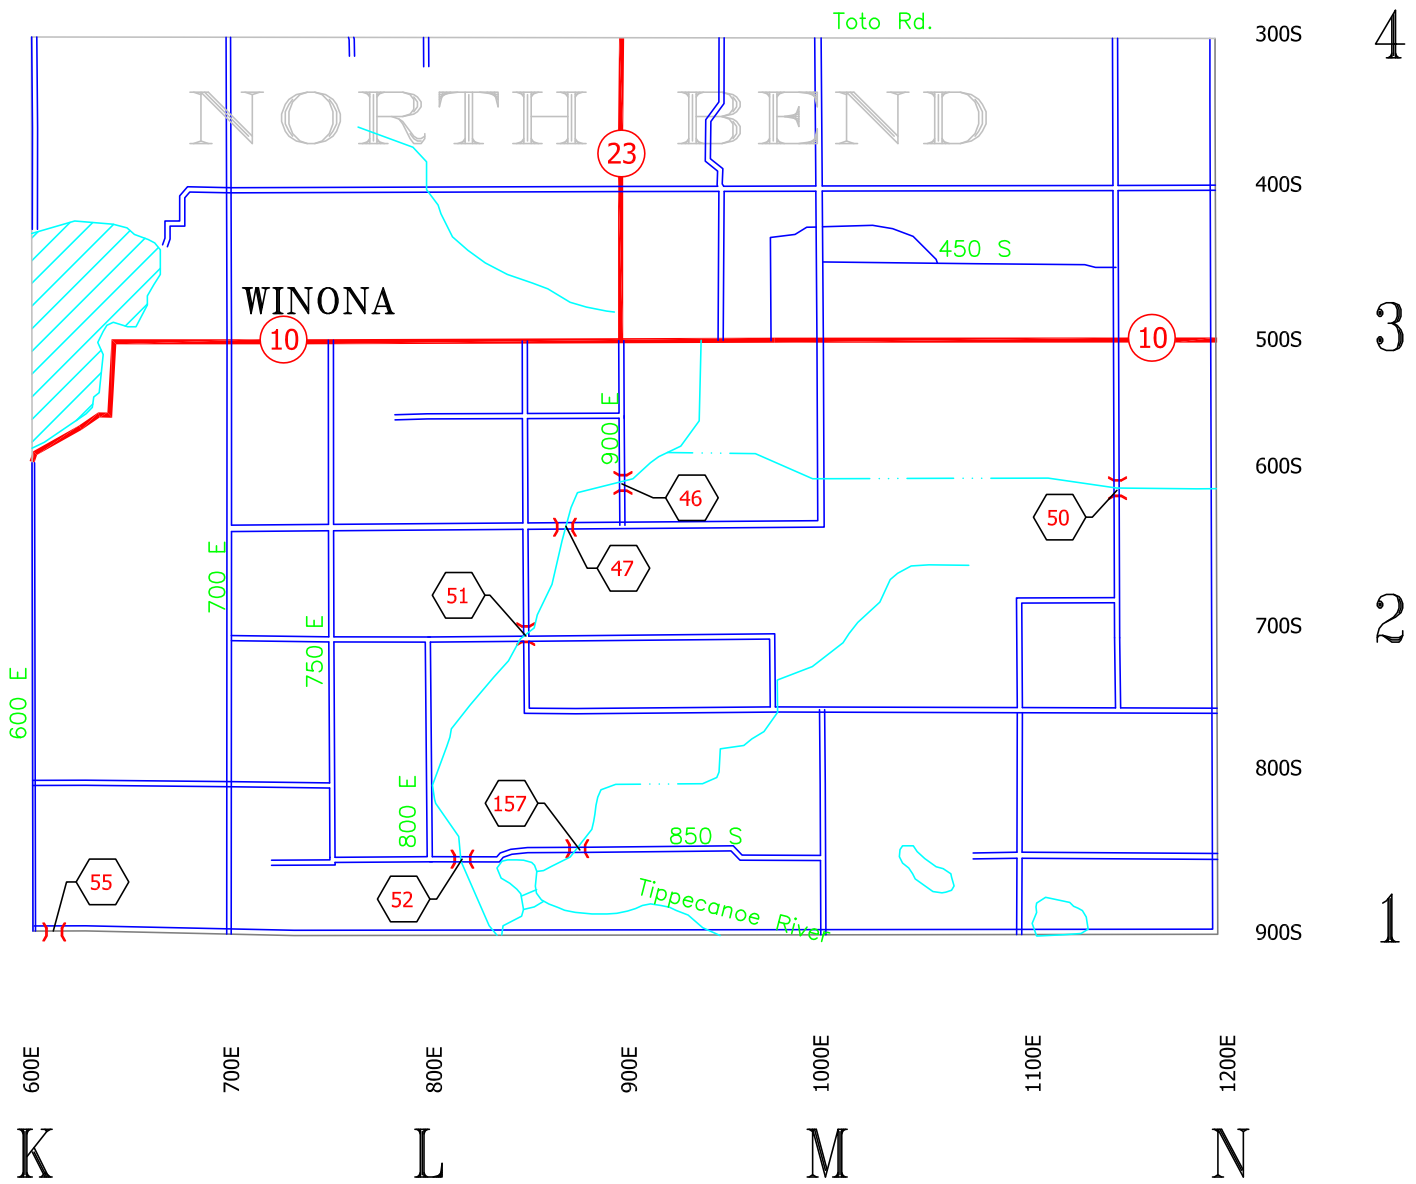 Toto Rd.
300S
4
NORTH BEND
23
400S
450 S
WINONA
10
10
3
500S
900 E
600S
46
50
47
700 E
51
2
700S
750 E
600 E
800S
157
800 E
850 S
55
52
Tippecanoe River
1
900S
600E
700E
800E
900E
1000E
1100E
1200E
K
L
M
N